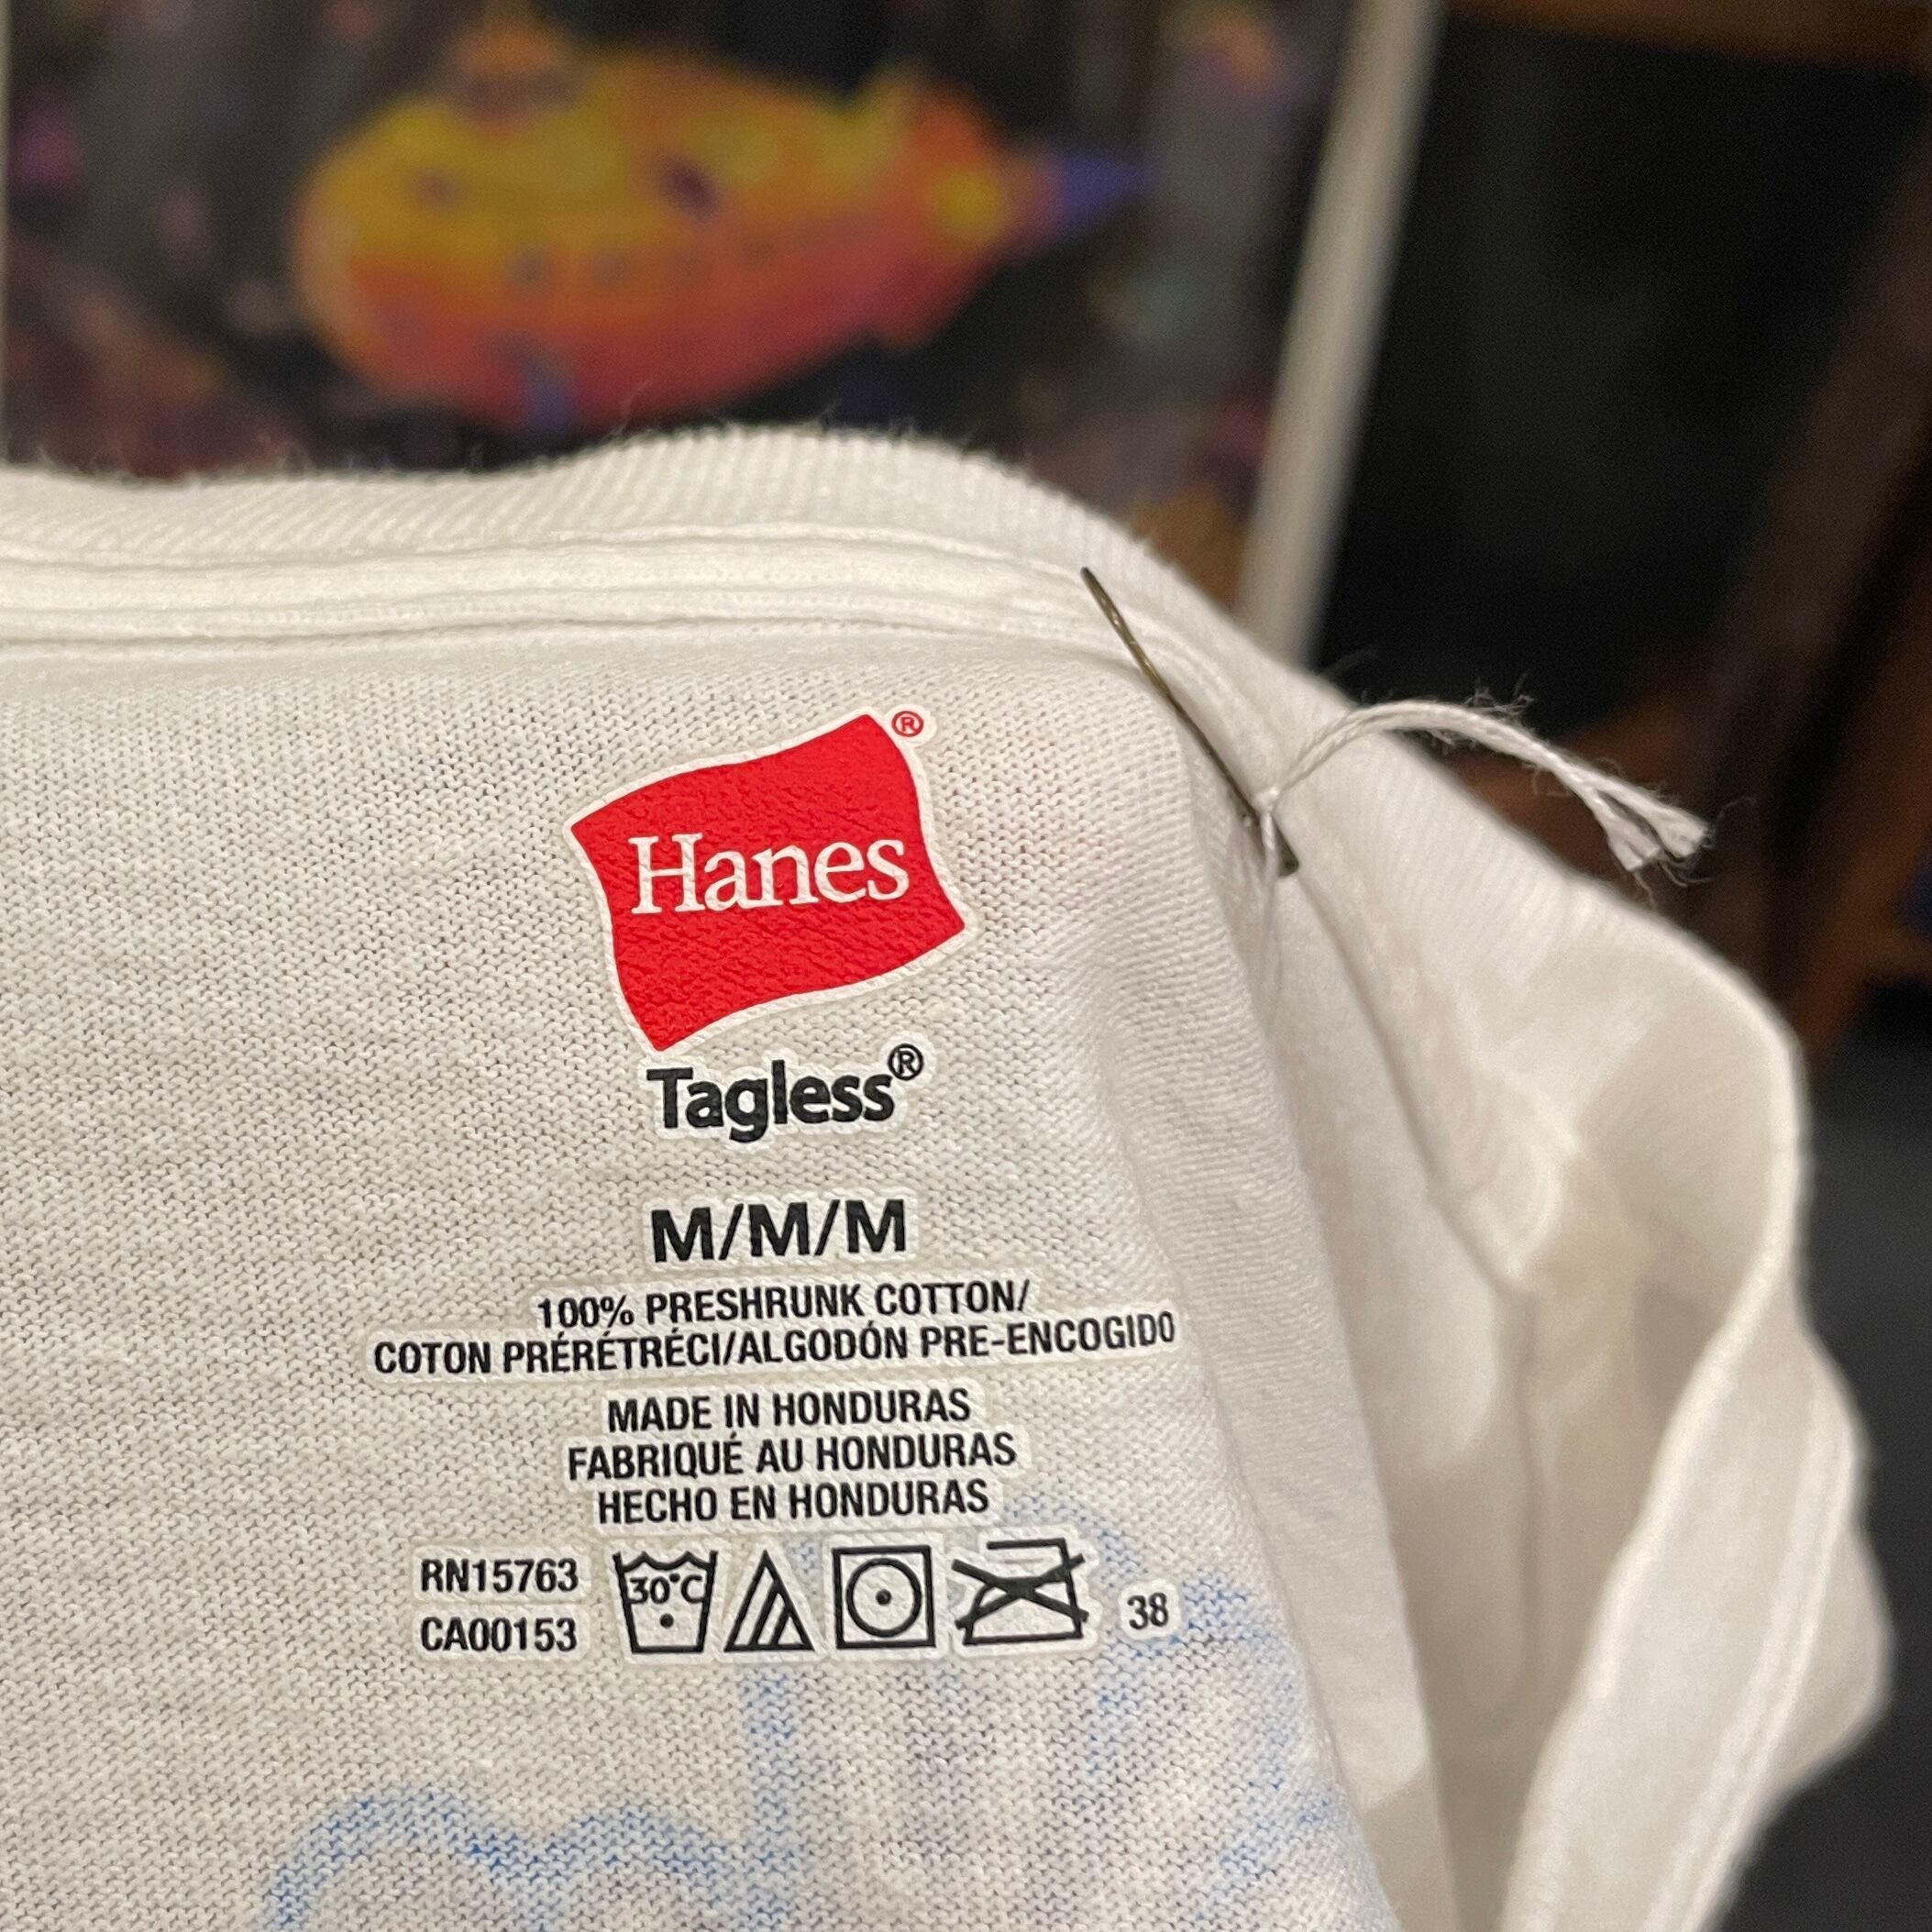 Hanes®
Tagless®
M/M/M
100% PRESHRUNK COTTON/
COTON PRÉRÉTRÉCI/ALGODÓN PRE-ENCOGIDO
MADE IN HONDURAS
FABRIQUÉ AU HONDURAS
HECHO EN HONDURAS
RN15763
CA00153
30°C
38